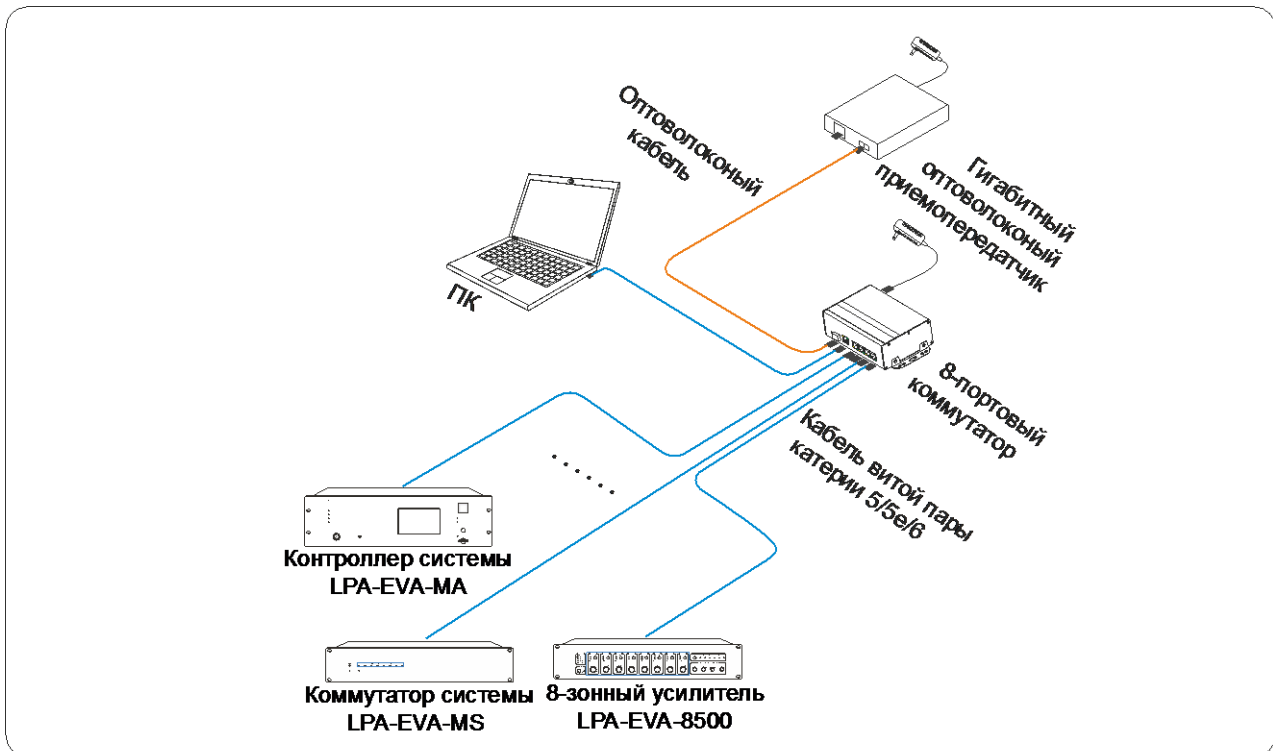 Оптоволоконый
кабель
Гигабитный
оптоволоконый
приемопередатчик
ПК
8-портовый
коммутатор
Кабель витой пары
катерии 5/5е/6
Контроллер системы
LPA-EVA-MA
Коммутатор системы
LPA-EVA-MS
8-зонный усилитель
LPA-EVA-8500